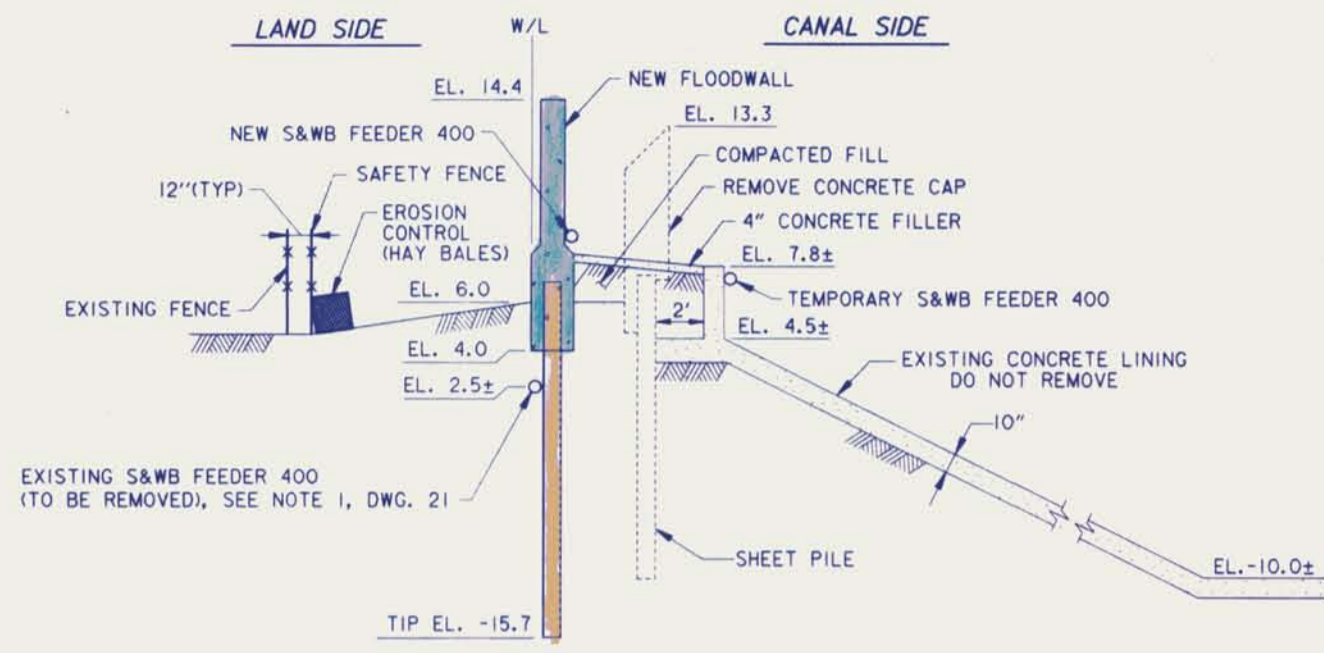 LAND SIDE
W/L
CANAL SIDE
EL. 14.4
NEW FLOODWALL
EL. 13.3
NEW S&WB FEEDER 400
COMPACTED FILL
12"(TYP)
SAFETY FENCE
REMOVE CONCRETE CAP
EROSION
CONTROL
(HAY BALES)
4" CONCRETE FILLER
EL. 7.8±
EXISTING FENCE
EL. 6.0
TEMPORARY S&WB FEEDER 400
2'
EL. 4.5±
EL. 4.0
EXISTING CONCRETE LINING
DO NOT REMOVE
EL. 2.5±
10"
EXISTING S&WB FEEDER 400
(TO BE REMOVED), SEE NOTE 1, DWG. 21
SHEET PILE
EL.-10.0±
TIP EL. -15.7